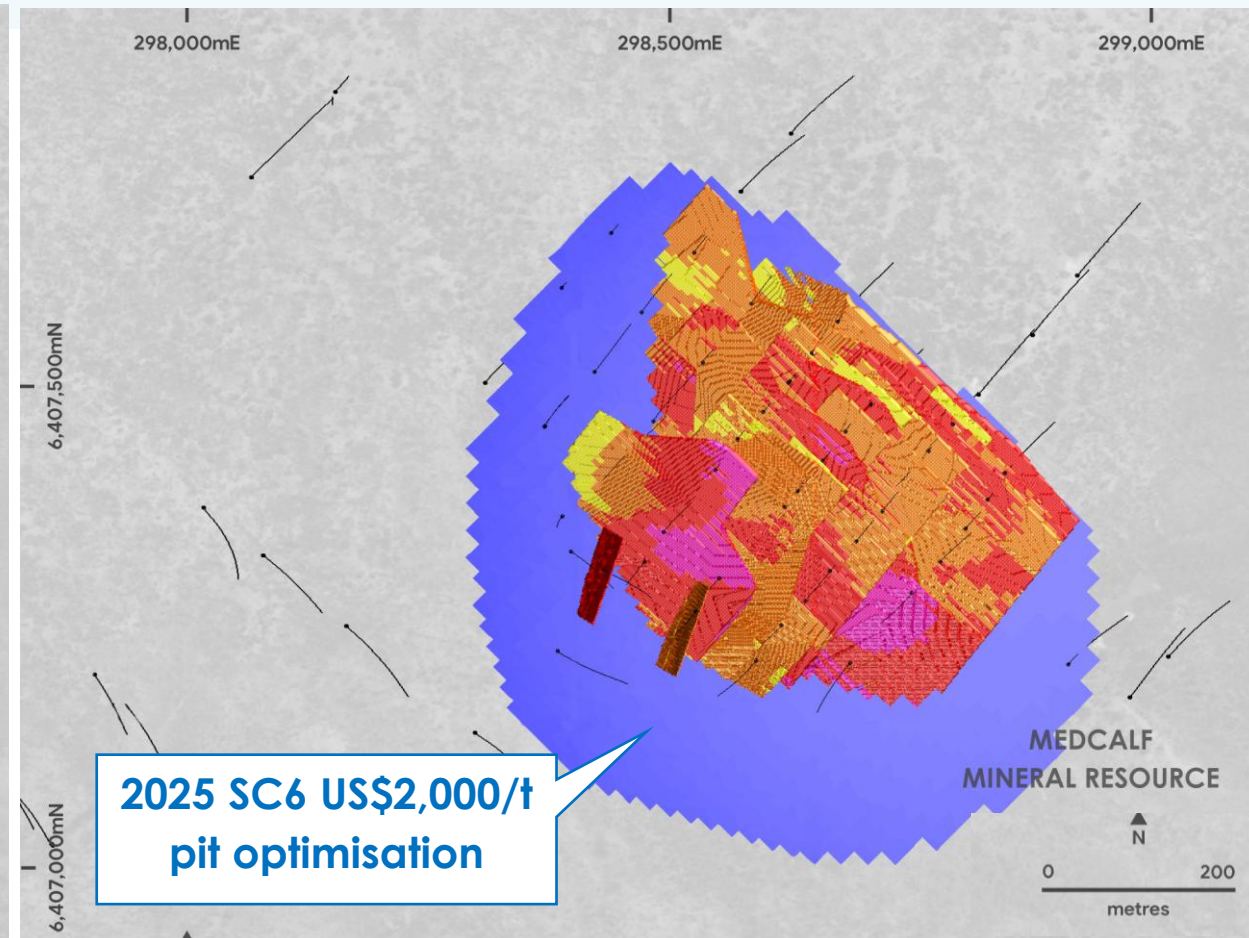 298,000mE
298,500mE
299,000mE
6,407,500mN
6,407,000mN
2025 SC6 US$2,000/t
pit optimisation
MEDCALF
MINERAL RESOURCE
N
0 200
metres